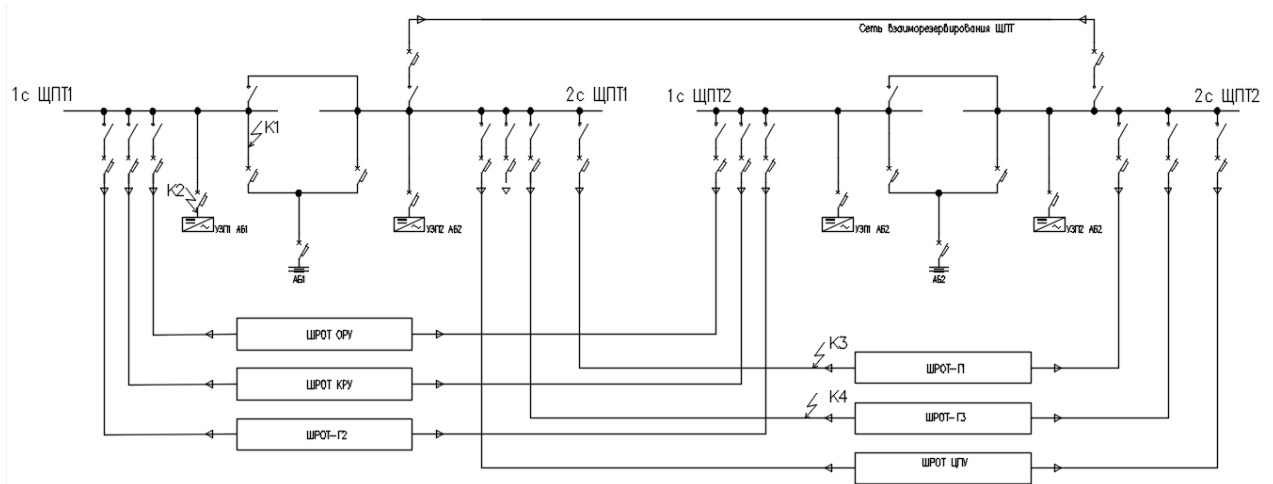 Сеть взаиморезервирования ЩПТ
1с ЩПТ1
2с ЩПТ1
1с ЩПТ2
2с ЩПТ2
К1
К2
УЗП1 АБ1
УЗП2 АБ2
УЗП1 АБ2
УЗП2 АБ2
АБ1
АБ2
ШРОТ ОРУ
К3
ШРОТ-Г1
ШРОТ КРУ
К4
ШРОТ-Г3
ШРОТ-Г2
ШРОТ ЦПУ